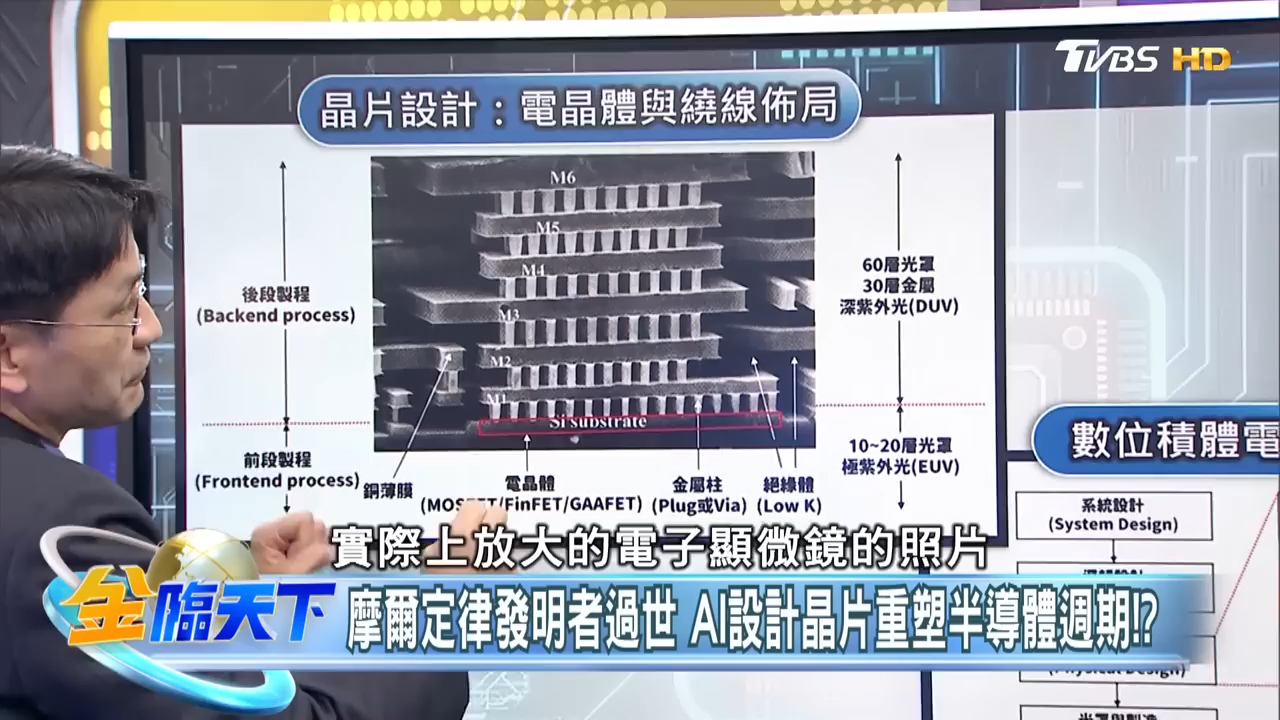 TVBS HD
晶片設計：電晶體與繞線佈局
M6
M5
M4
M3
M2
M1
Si substrate
後段製程
(Backend process)
前段製程
(Frontend process)
60層光罩
30層金屬
深紫外光(DUV)
10~20層光罩
極紫外光(EUV)
銅薄膜
電晶體
(MOSFET/FinFET/GAAFET)
金屬柱
(Plug或Via)
絕緣體
(Low K)
數位積體電
系統設計
(System Design)
(Physical Design)
實際上放大的電子顯微鏡的照片
金臨天下
摩爾定律發明者過世 AI設計晶片重塑半導體週期!?